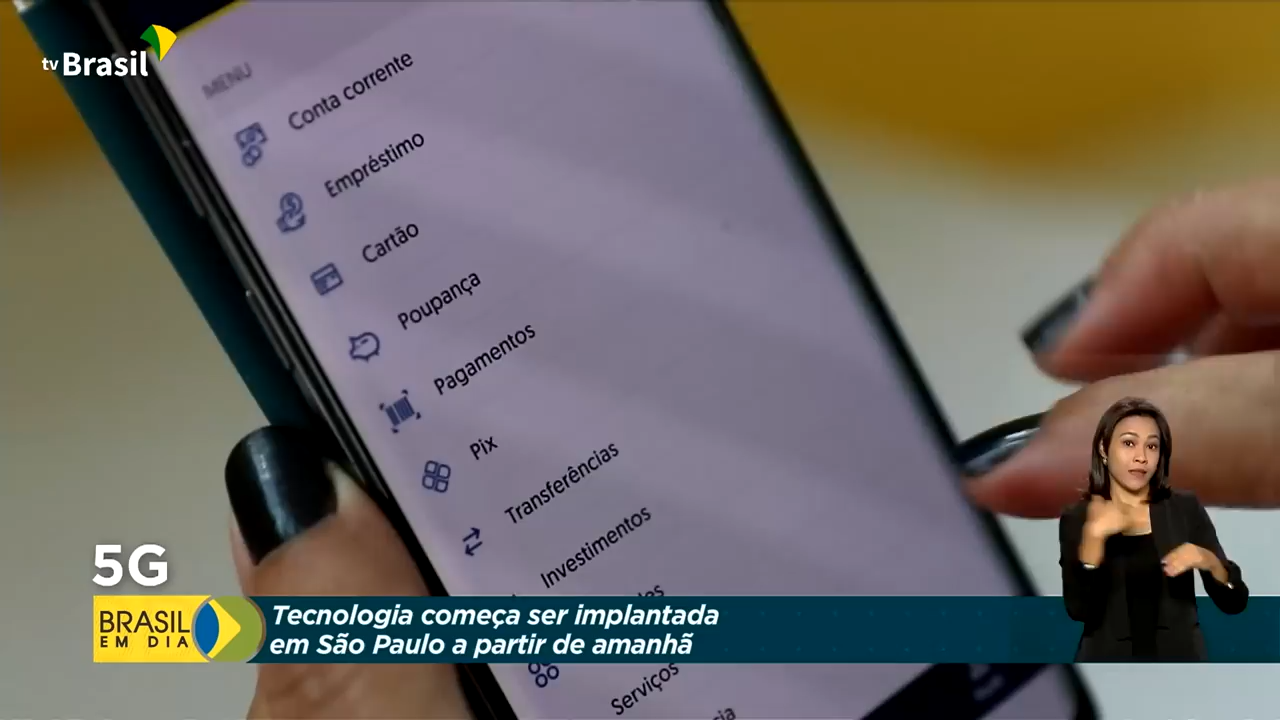 tv Brasil
MENU
Conta corrente
Empréstimo
Cartão
Poupança
Pagamentos
Pix
Transferências
Investimentos
Serviços
5G
BRASIL
EM DIA
Tecnologia começa ser implantada
em São Paulo a partir de amanhã